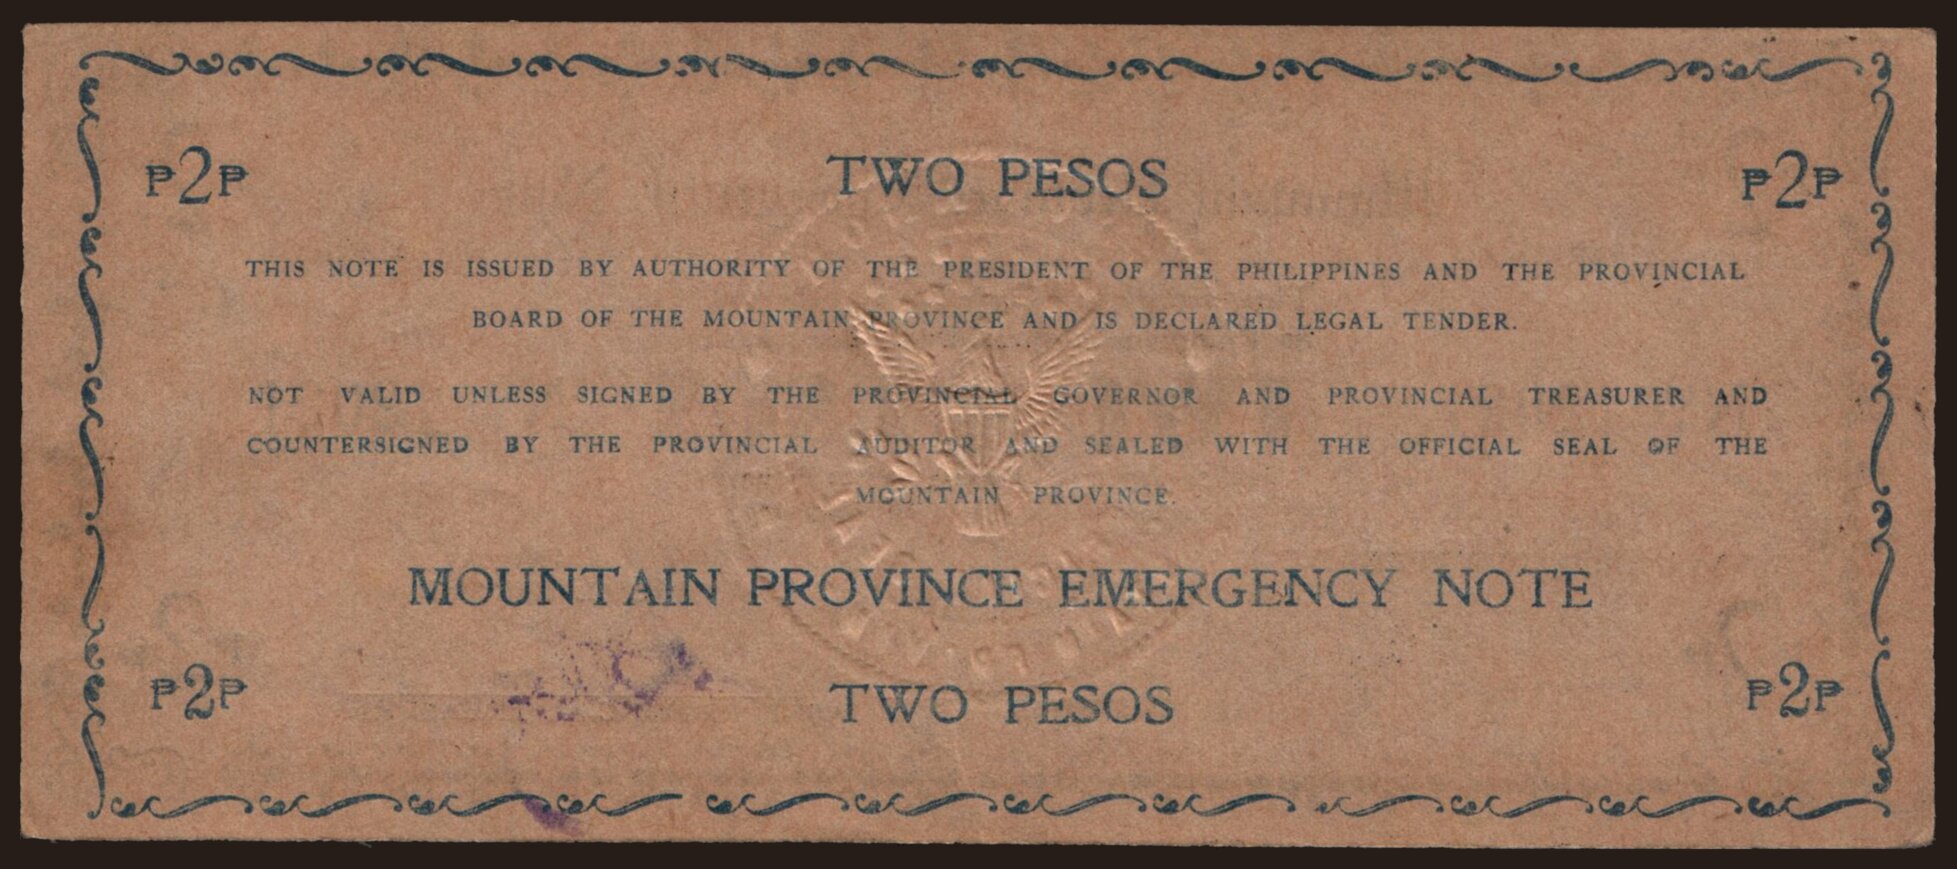 ₱2₱ TWO PESOS ₱2₱
THIS NOTE IS ISSUED BY AUTHORITY OF THE PRESIDENT OF THE PHILIPPINES AND THE PROVINCIAL
BOARD OF THE MOUNTAIN PROVINCE AND IS DECLARED LEGAL TENDER.
NOT VALID UNLESS SIGNED BY THE PROVINCIAL GOVERNOR AND PROVINCIAL TREASURER AND
COUNTERSIGNED BY THE PROVINCIAL AUDITOR AND SEALED WITH THE OFFICIAL SEAL OF THE
MOUNTAIN PROVINCE.
MOUNTAIN PROVINCE EMERGENCY NOTE
₱2₱ TWO PESOS ₱2₱